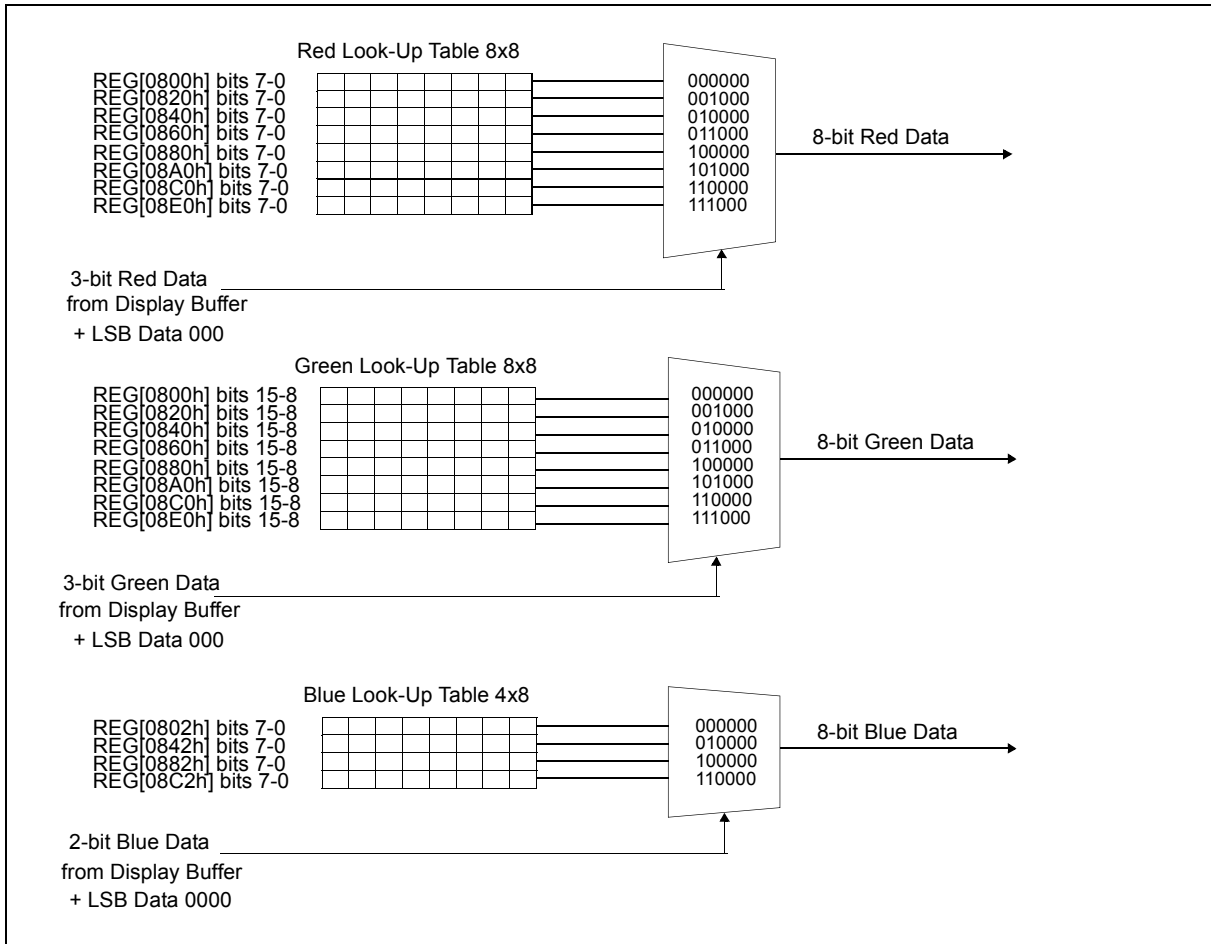 Red Look-Up Table 8x8
REG[0800h] bits 7-0
REG[0820h] bits 7-0
REG[0840h] bits 7-0
REG[0860h] bits 7-0
REG[0880h] bits 7-0
REG[08A0h] bits 7-0
REG[08C0h] bits 7-0
REG[08E0h] bits 7-0
000000
001000
010000
011000
100000
101000
110000
111000
8-bit Red Data
3-bit Red Data
from Display Buffer
+ LSB Data 000
Green Look-Up Table 8x8
REG[0800h] bits 15-8
REG[0820h] bits 15-8
REG[0840h] bits 15-8
REG[0860h] bits 15-8
REG[0880h] bits 15-8
REG[08A0h] bits 15-8
REG[08C0h] bits 15-8
REG[08E0h] bits 15-8
000000
001000
010000
011000
100000
101000
110000
111000
8-bit Green Data
3-bit Green Data
from Display Buffer
+ LSB Data 000
Blue Look-Up Table 4x8
REG[0802h] bits 7-0
REG[0842h] bits 7-0
REG[0882h] bits 7-0
REG[08C2h] bits 7-0
000000
010000
100000
110000
8-bit Blue Data
2-bit Blue Data
from Display Buffer
+ LSB Data 0000